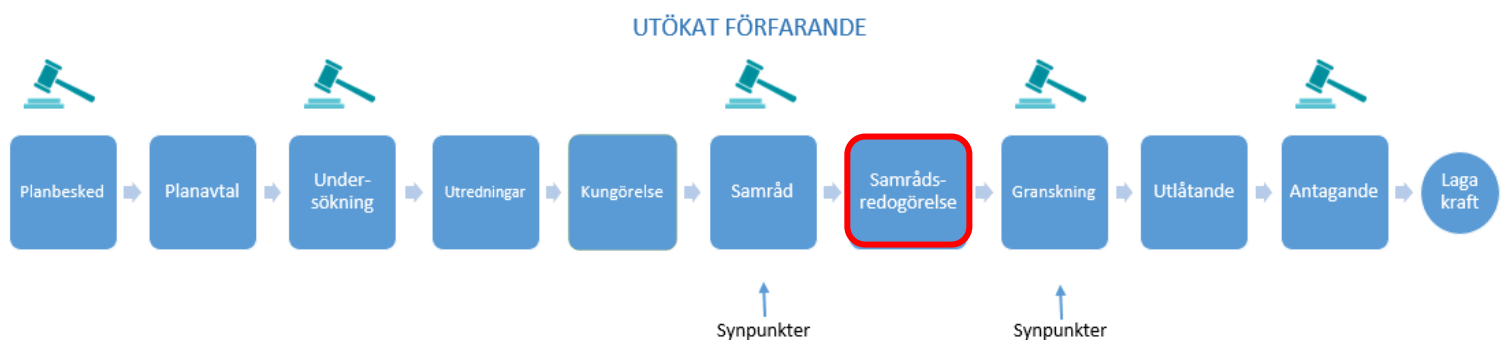 UTÖKAT FÖRFARANDE
Planbesked
Planavtal
Under-
sökning
Utredningar
Kungörelse
Samråd
Samråds-
redogörelse
Granskning
Utlåtande
Antagande
Laga
kraft
Synpunkter
Synpunkter